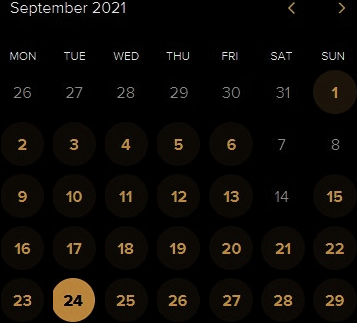 September 2021
MON TUE WED THU FRI SAT SUN
26 27 28 29 30 31 1
2 3 4 5 6 7 8
9 10 11 12 13 14 15
16 17 18 19 20 21 22
23 24 25 26 27 28 29